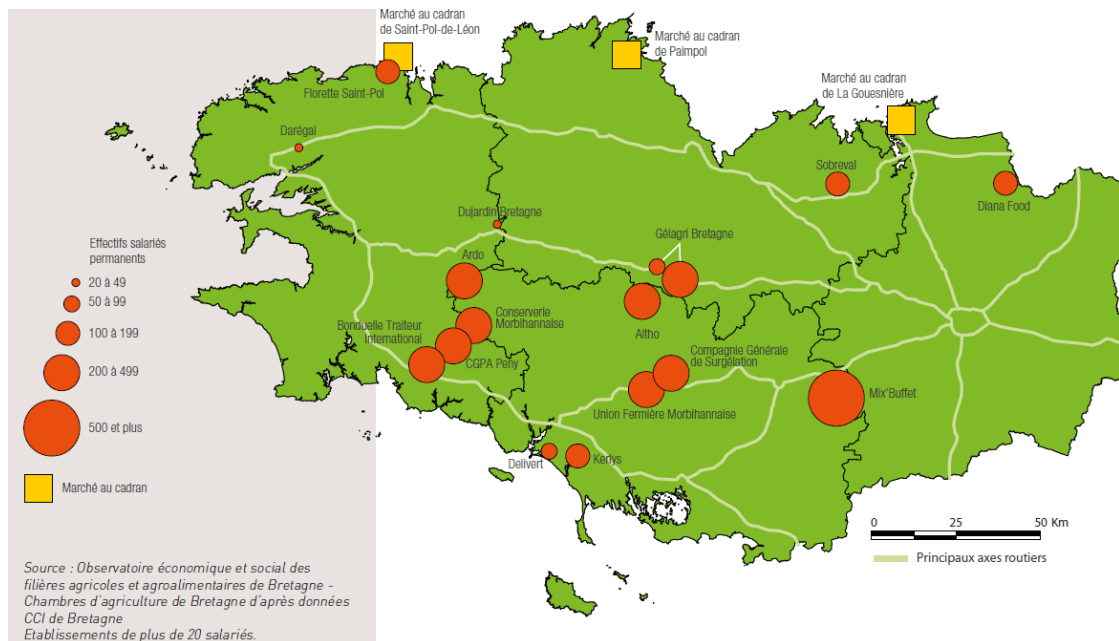 Marché au cadran
de Saint-Pol-de-Léon
Marché au cadran
de Paimpol
Marché au cadran
de La Gouesnière
Florette Saint-Pol
Darégal
Sobreval
Diana Food
Dujardin Bretagne
Gélagri Bretagne
Ardo
Conserverie
Morbihannaise
Bonduelle Traiteur
International
CGPA Peny
Altho
Compagnie Générale
de Surgélation
Union Fermière Morbihannaise
Mix'Buffet
Delivert
Kerlys
Effectifs salariés
permanents
20 à 49
50 à 99
100 à 199
200 à 499
500 et plus
Marché au cadran
0 25 50 Km
Principaux axes routiers
Source : Observatoire économique et social des
filières agricoles et agroalimentaires de Bretagne -
Chambres d'agriculture de Bretagne d'après données
CCI de Bretagne
Etablissements de plus de 20 salariés.